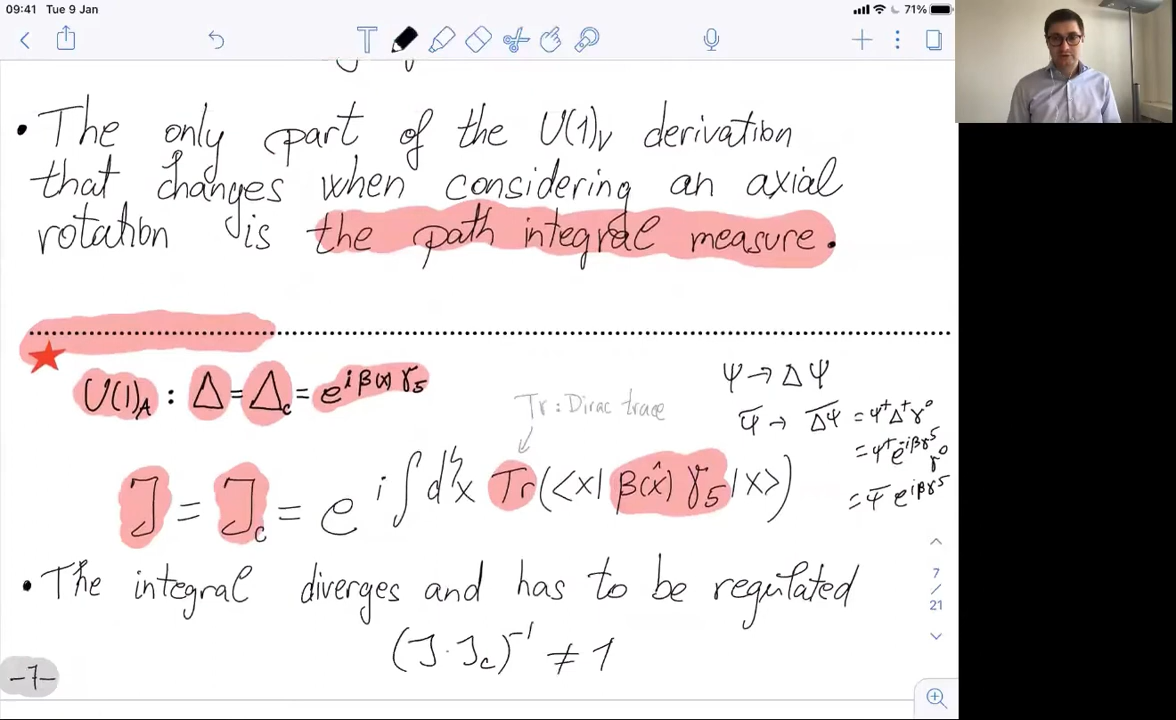 09:41 Tue 9 Jan 71%
• The only part of the U(1)V derivation
that changes when considering an axial
rotation is the path integral measure.
U(1)A : Δ = Δc = e^{iβ(x)γ5}
ψ → Δψ
Tr : Dirac trace
ψ̄ → \overline{Δψ} = ψ†Δ†γ⁰
= ψ†e^{-iβγ⁵}γ⁰
= ψ̄ e^{iβγ⁵}
J = Jc = e^{i∫d⁴x Tr(<x|β(x̂)γ5|x>)}
• The integral diverges and has to be regulated
(J·Jc)⁻¹ ≠ 1
7
/
21
-7-